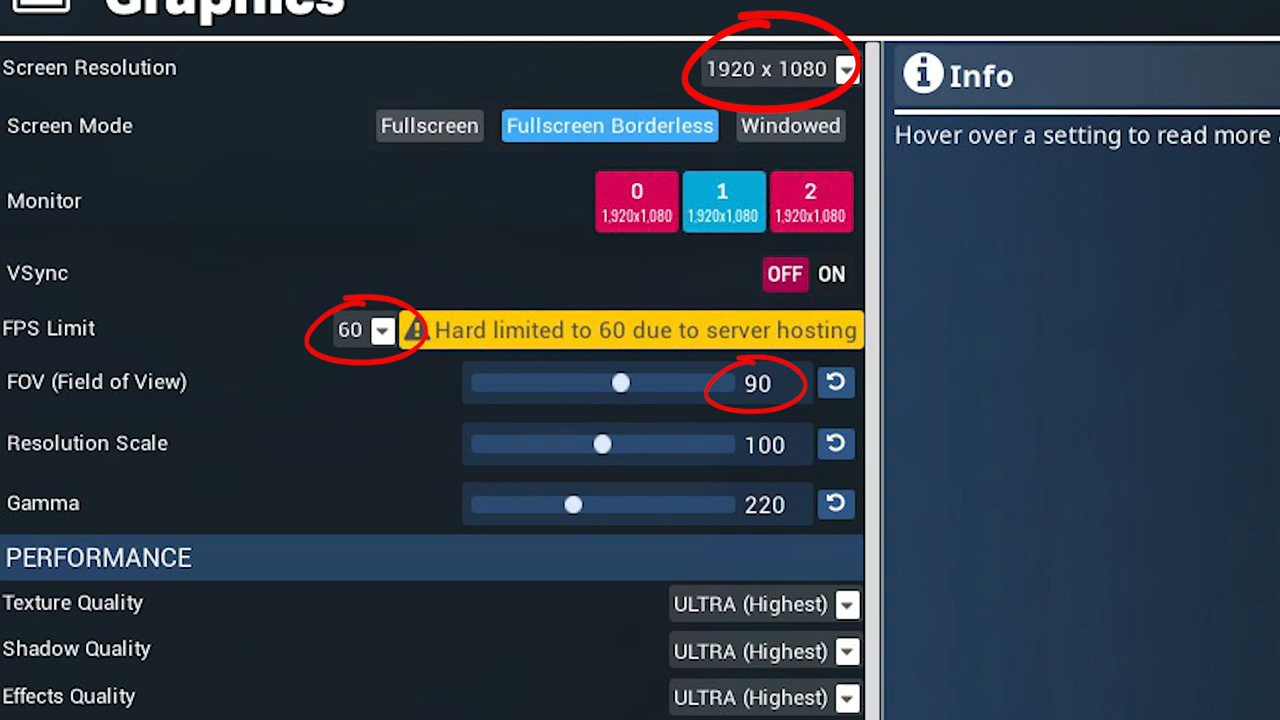 Graphics
Screen Resolution 1920 x 1080
Screen Mode Fullscreen Fullscreen Borderless Windowed
Monitor 0 1 2
1,920x1,080 1,920x1,080 1,920x1,080
VSync OFF ON
FPS Limit 60 Hard limited to 60 due to server hosting
FOV (Field of View) 90
Resolution Scale 100
Gamma 220
PERFORMANCE
Texture Quality ULTRA (Highest)
Shadow Quality ULTRA (Highest)
Effects Quality ULTRA (Highest)
Info
Hover over a setting to read more